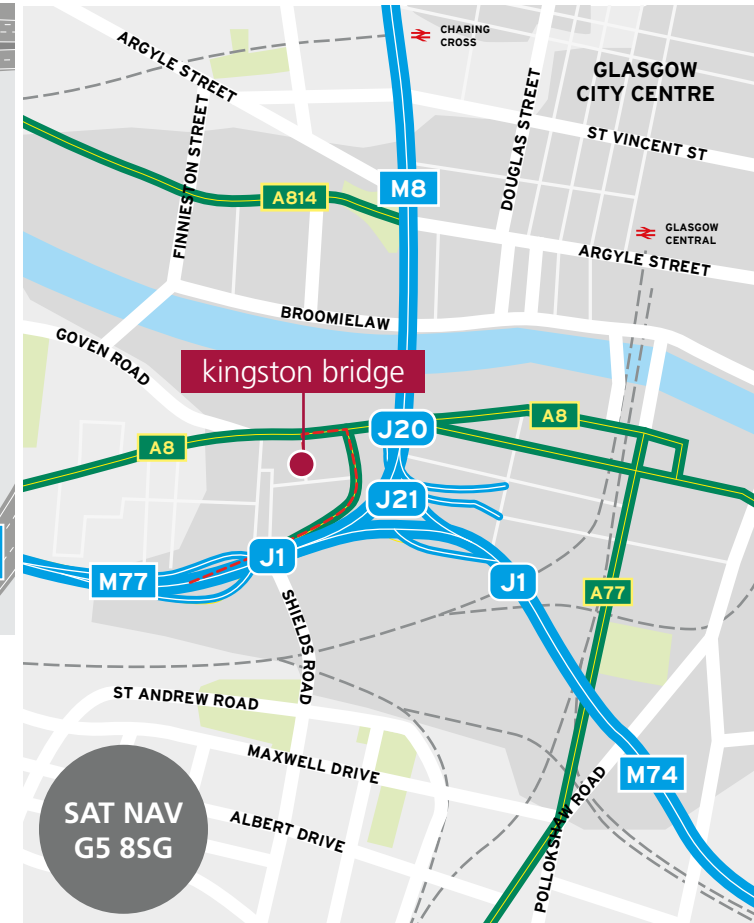 CHARING
CROSS
ARGYLE STREET
GLASGOW
CITY CENTRE
DOUGLAS STREET
FINNIESTON STREET
ST VINCENT ST
M8
A814
GLASGOW
CENTRAL
ARGYLE STREET
BROOMIELAW
GOVEN ROAD
kingston bridge
A8
J20
A8
J21
J1
M77
J1
A77
SHIELDS ROAD
ST ANDREW ROAD
MAXWELL DRIVE
M74
POLLOKSHAW ROAD
ALBERT DRIVE
SAT NAV
G5 8SG